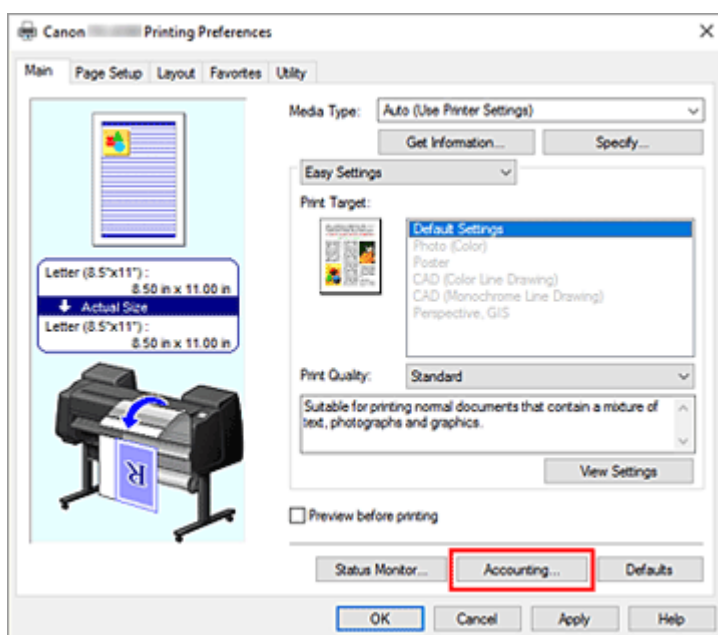 Canon Printing Preferences
Main Page Setup Layout Favorites Utility
Media Type: Auto (Use Printer Settings)
Get Information... Specify...
Easy Settings
Print Target:
Default Settings
Photo (Color)
Poster
CAD (Color Line Drawing)
CAD (Monochrome Line Drawing)
Perspective, GIS
Letter (8.5"x11") :
8.50 in x 11.00 in
Actual Size
Letter (8.5"x11") :
8.50 in x 11.00 in
R
Print Quality: Standard
Suitable for printing normal documents that contain a mixture of
text, photographs and graphics.
View Settings
Preview before printing
Status Monitor... Accounting... Defaults
OK Cancel Apply Help